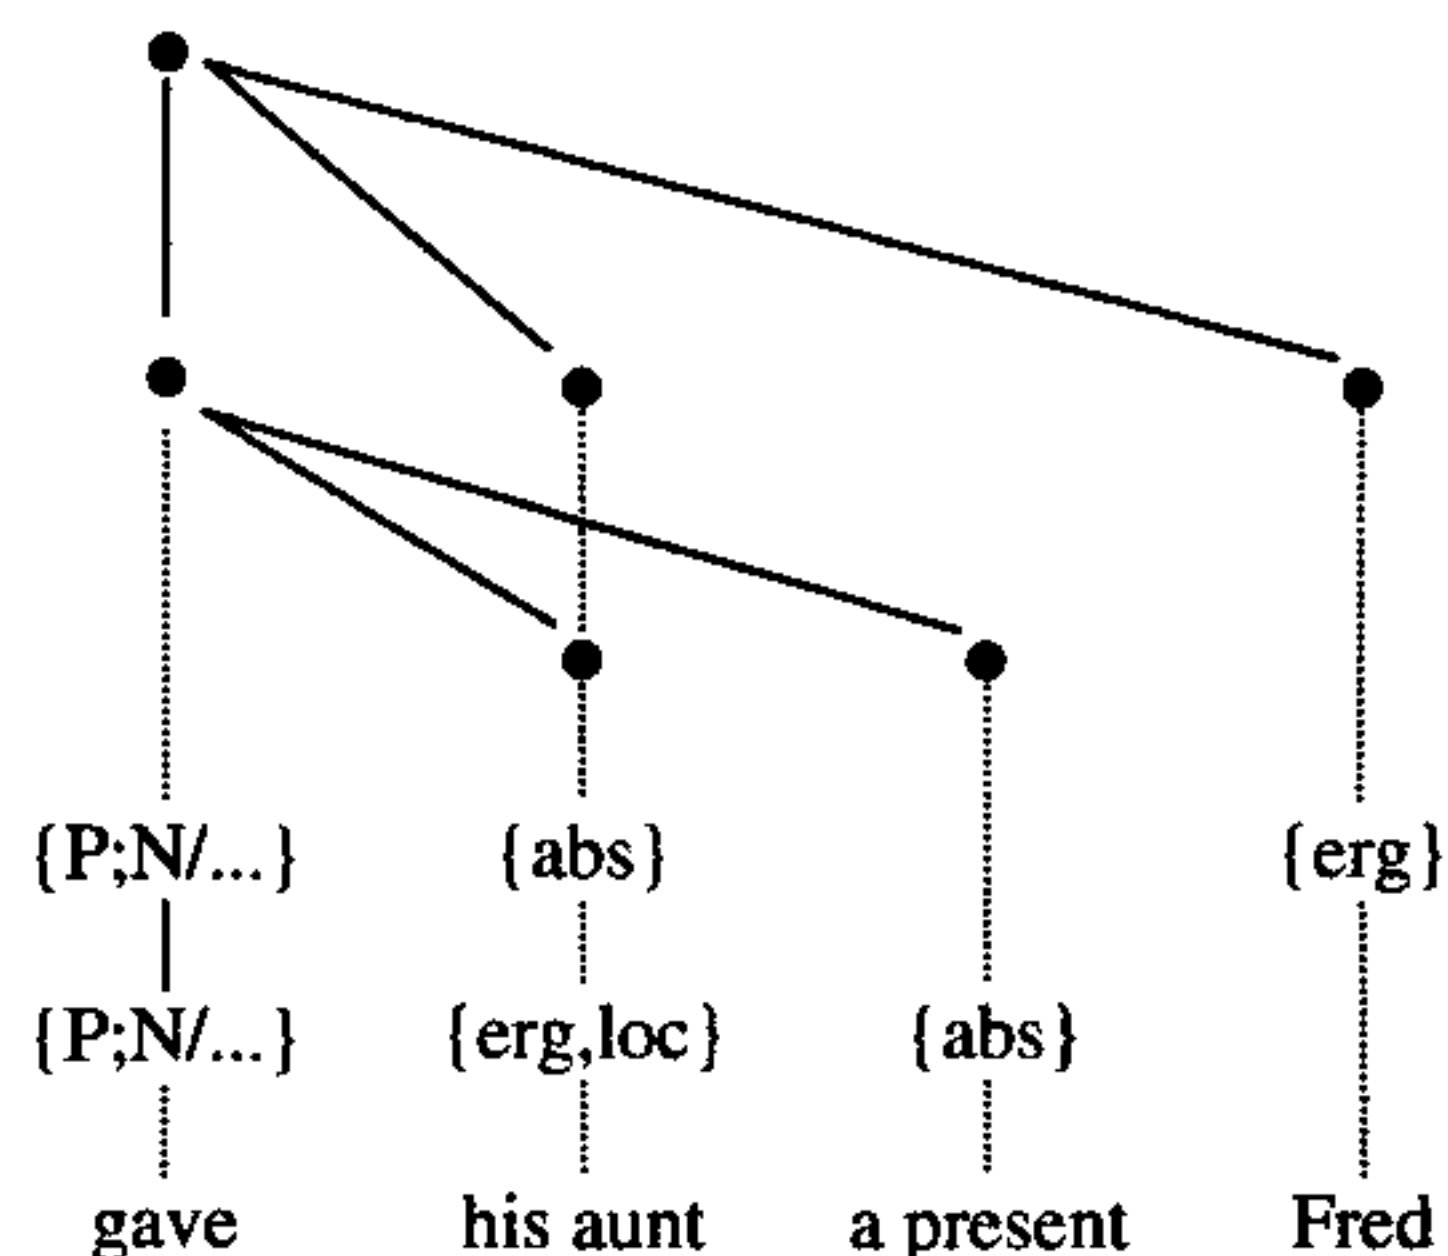 {P;N/...} {abs} {erg}
{P;N/...} {erg,loc} {abs}
gave his aunt a present Fred